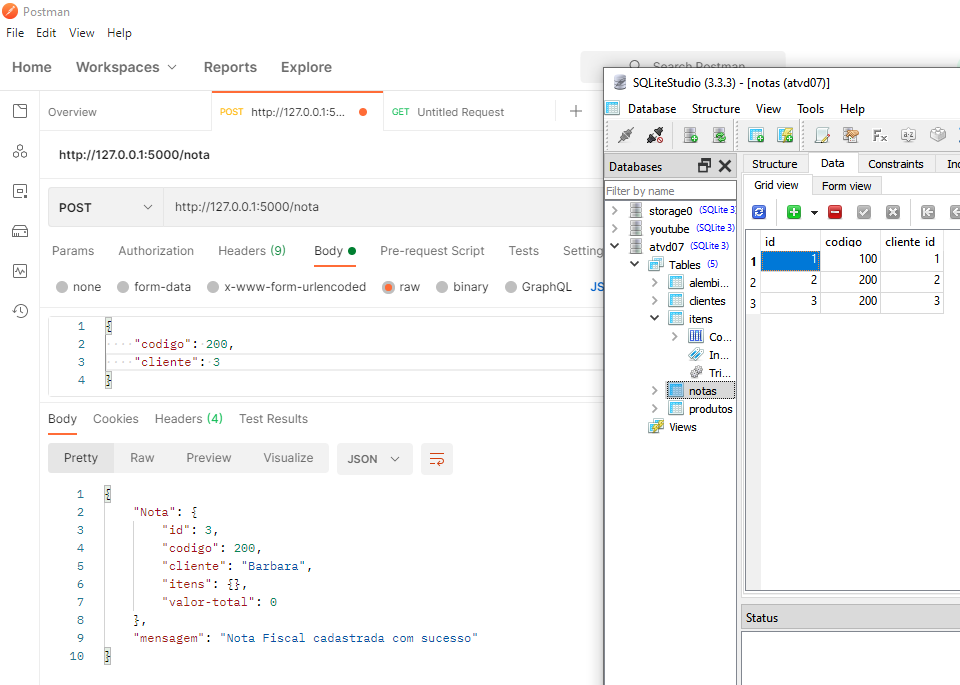 Postman
File Edit View Help
Home Workspaces Reports Explore
Search Postman
Overview
POST http://127.0.0.1:5...
GET Untitled Request
http://127.0.0.1:5000/nota
POST http://127.0.0.1:5000/nota
Params Authorization Headers (9) Body Pre-request Script Tests Setting
none form-data x-www-form-urlencoded raw binary GraphQL JS
1 {
2 "codigo": 200,
3 "cliente": 3
4 }
Body Cookies Headers (4) Test Results
Pretty Raw Preview Visualize JSON
1 {
2 "Nota": {
3 "id": 3,
4 "codigo": 200,
5 "cliente": "Barbara",
6 "itens": {},
7 "valor-total": 0
8 },
9 "mensagem": "Nota Fiscal cadastrada com sucesso"
10 }
SQLiteStudio (3.3.3) - [notas (atvd07)]
Database Structure View Tools Help
Databases
Filter by name
storage0 (SQLite 3)
youtube (SQLite 3)
atvd07 (SQLite 3)
Tables (5)
alembi...
clientes
itens
Co...
In...
Tri...
notas
produtos
Views
Structure Data Constraints In
Grid view Form view
id codigo cliente_id
1 1 100 1
2 2 200 2
3 3 200 3
Status